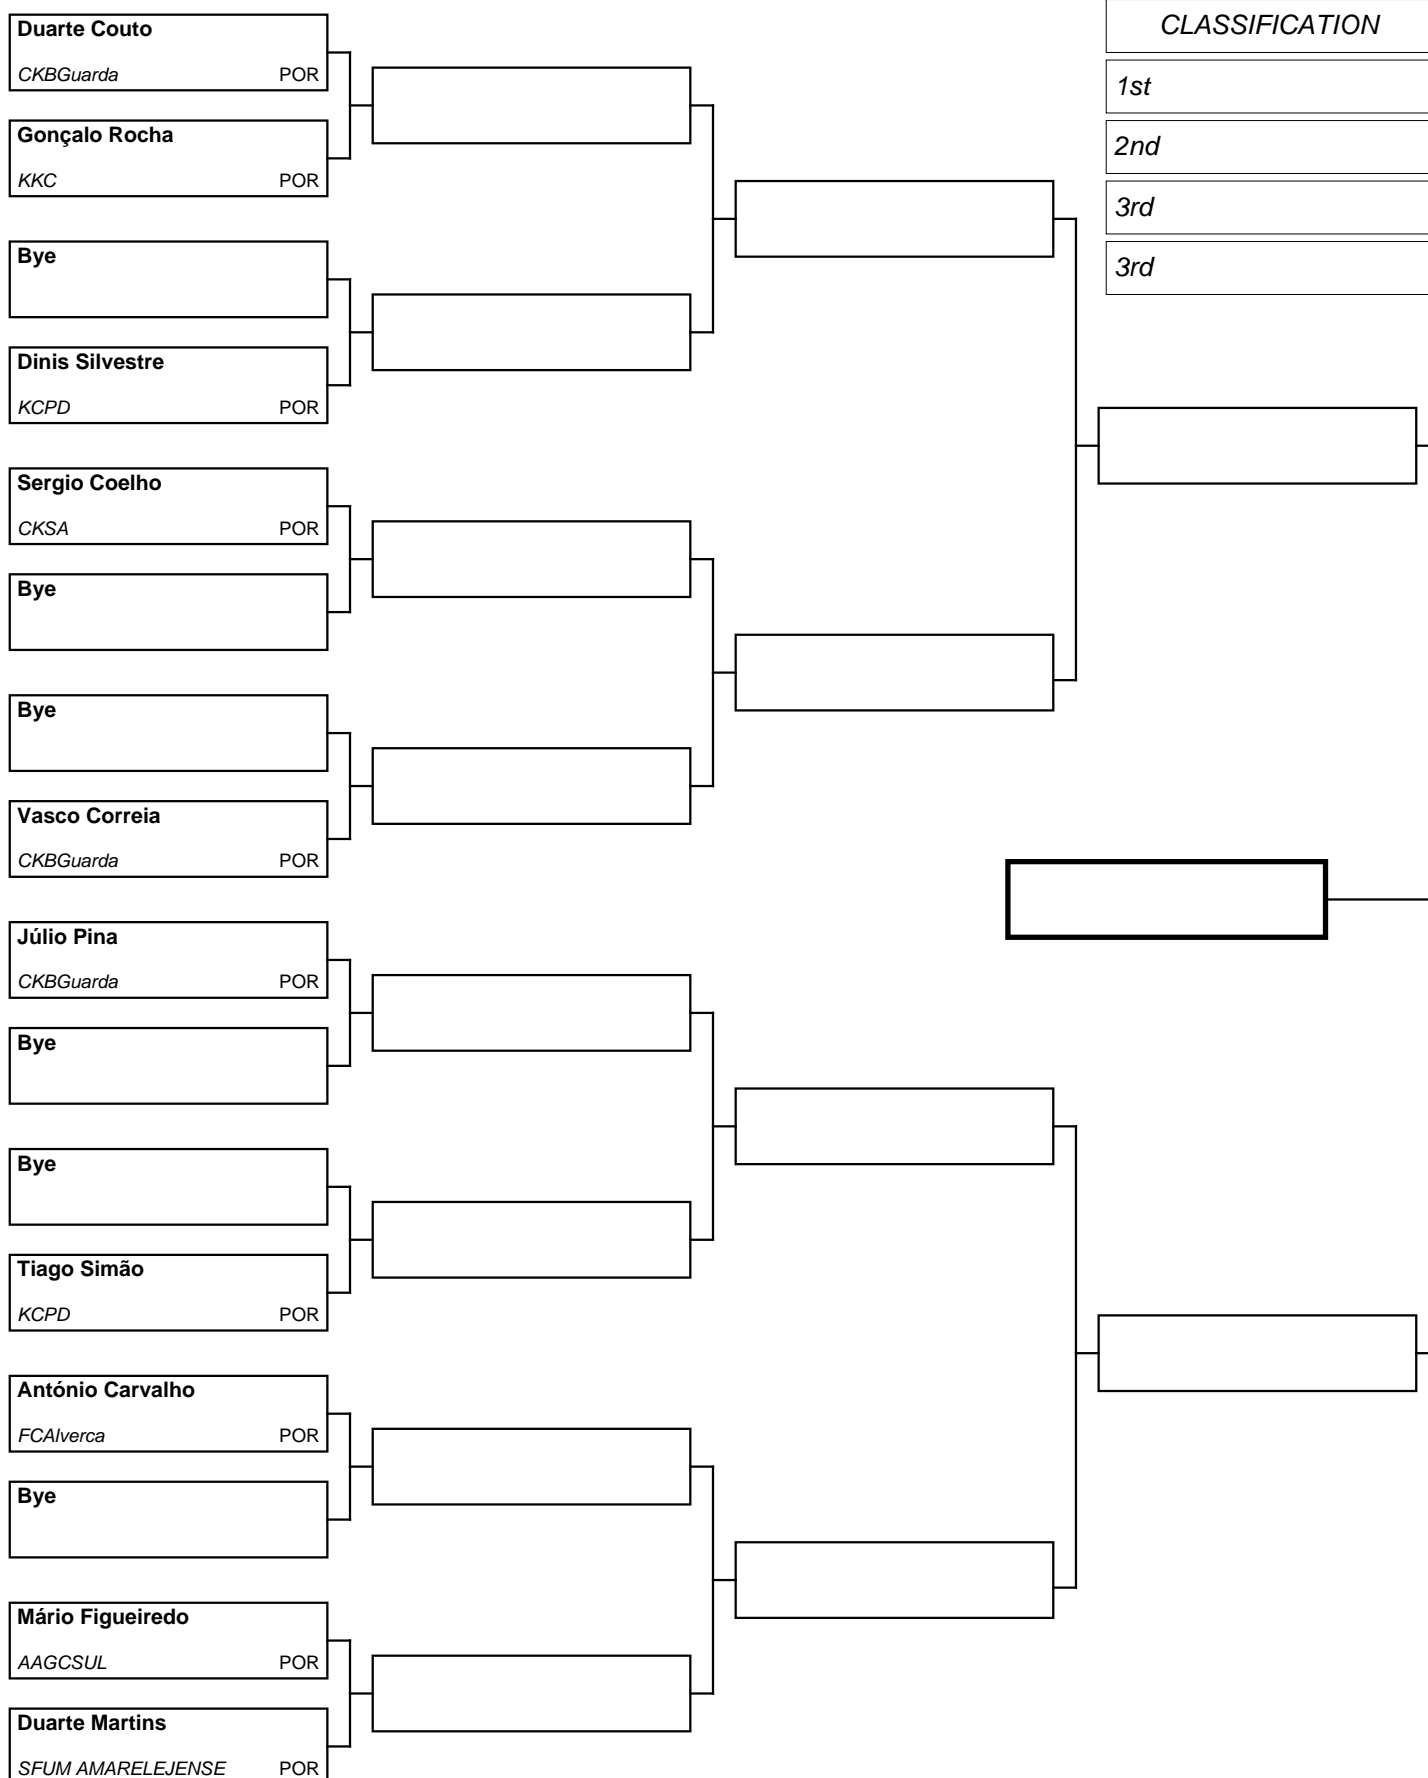 Duarte Couto
CKBGuarda POR
Gonçalo Rocha
KKC POR
Bye
Dinis Silvestre
KCPD POR
Sergio Coelho
CKSA POR
Bye
Bye
Vasco Correia
CKBGuarda POR
Júlio Pina
CKBGuarda POR
Bye
Bye
Tiago Simão
KCPD POR
António Carvalho
FCAlverca POR
Bye
Mário Figueiredo
AAGCSUL POR
Duarte Martins
SFUM AMARELEJENSE POR
CLASSIFICATION
1st
2nd
3rd
3rd